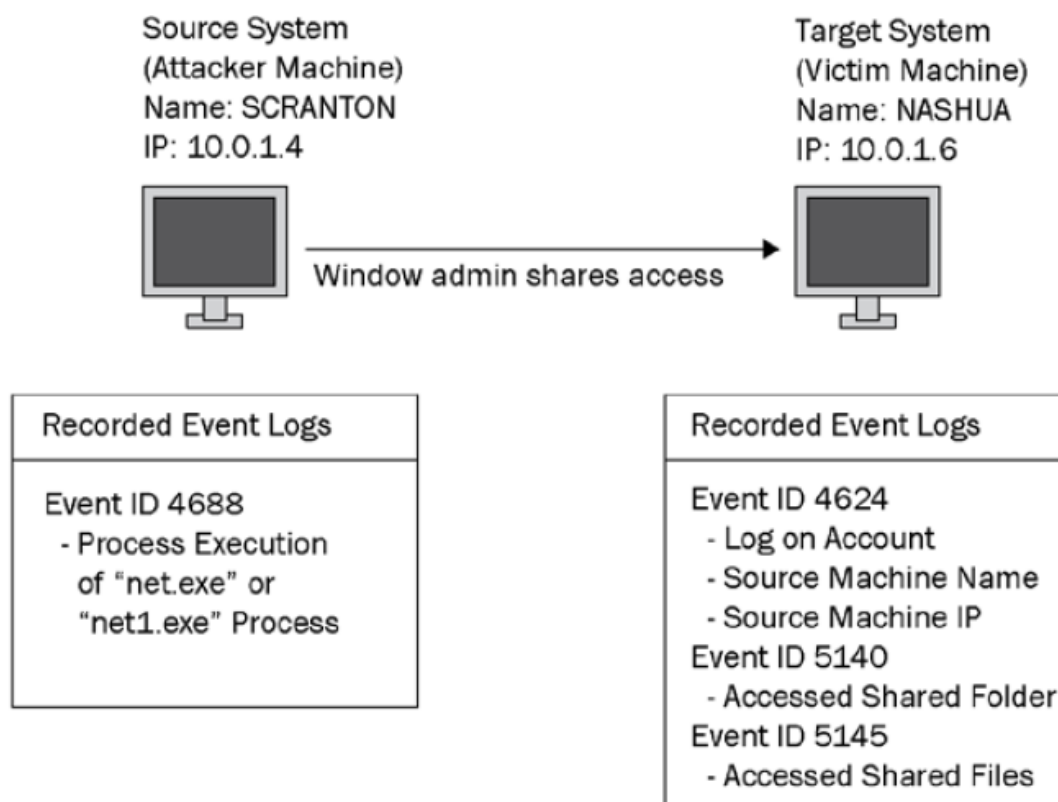 Source System
(Attacker Machine)
Name: SCRANTON
IP: 10.0.1.4
Target System
(Victim Machine)
Name: NASHUA
IP: 10.0.1.6
Window admin shares access
Recorded Event Logs
Event ID 4688
- Process Execution
of “net.exe” or
“net1.exe” Process
Recorded Event Logs
Event ID 4624
- Log on Account
- Source Machine Name
- Source Machine IP
Event ID 5140
- Accessed Shared Folder
Event ID 5145
- Accessed Shared Files